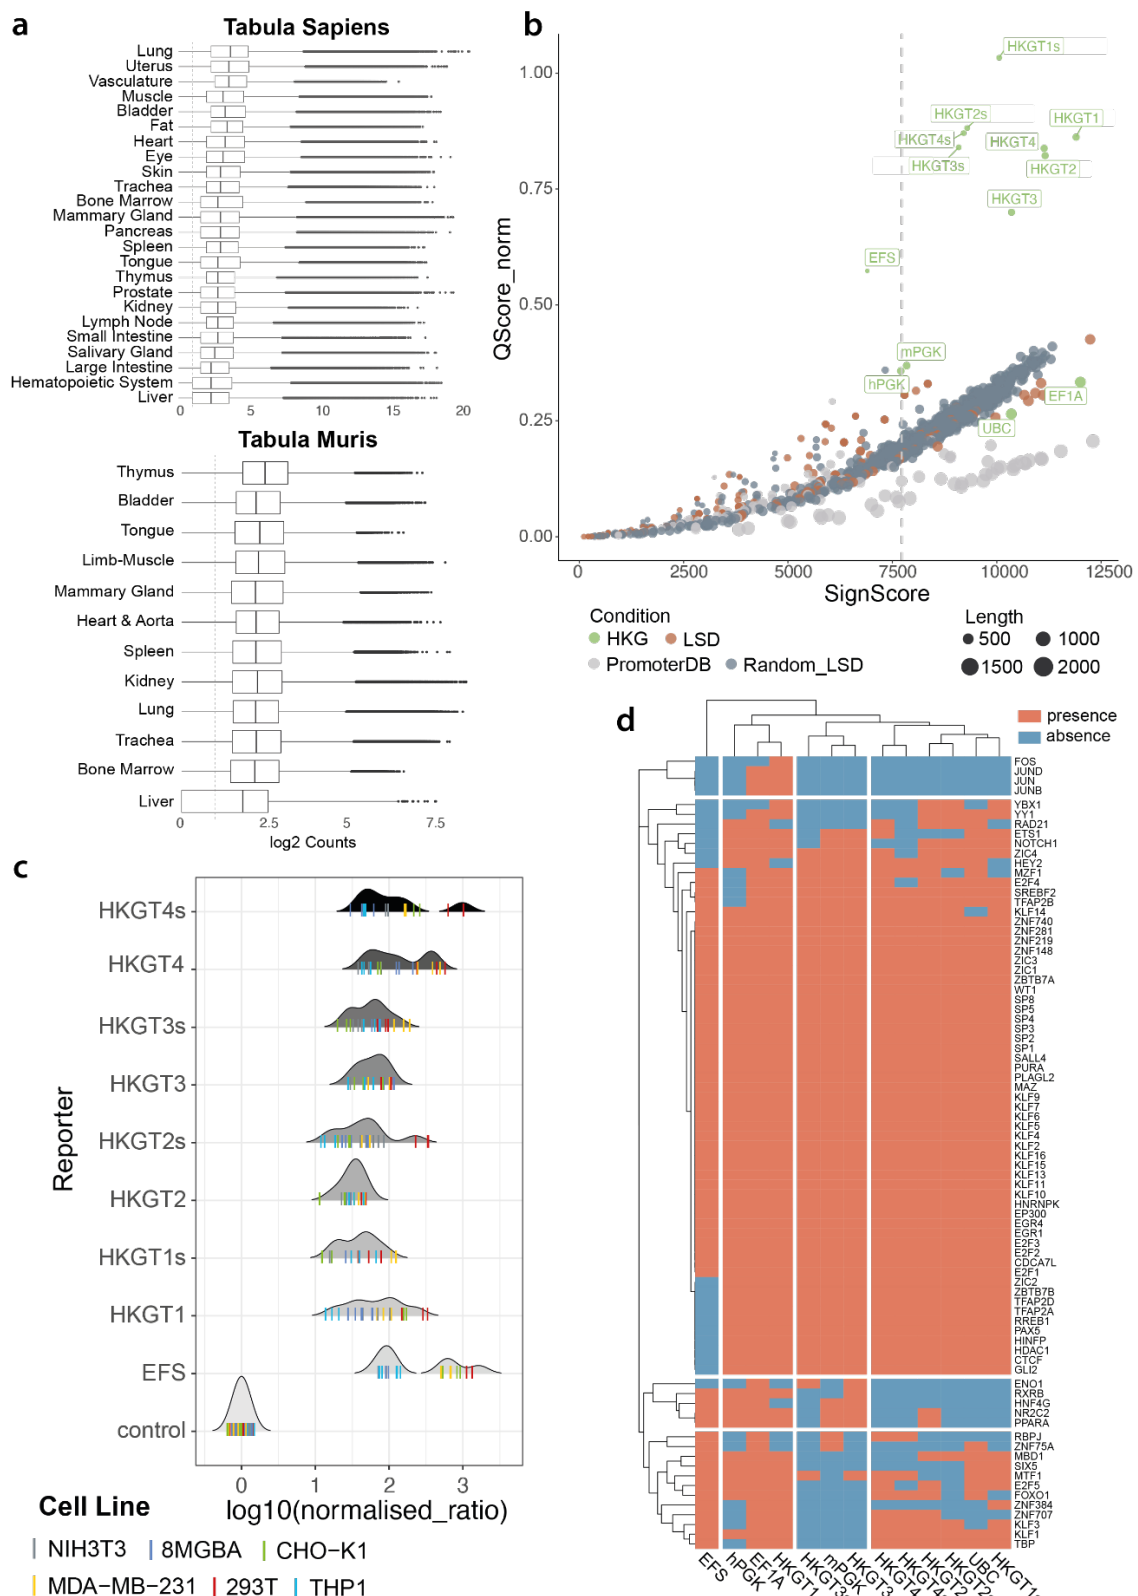 a
Tabula Sapiens
Lung
Uterus
Vasculature
Muscle
Bladder
Fat
Heart
Eye
Skin
Trachea
Bone Marrow
Mammary Gland
Pancreas
Spleen
Tongue
Thymus
Prostate
Kidney
Lymph Node
Small Intestine
Salivary Gland
Large Intestine
Hematopoietic System
Liver
0 5 10 15 20
Tabula Muris
Thymus
Bladder
Tongue
Limb-Muscle
Mammary Gland
Heart & Aorta
Spleen
Kidney
Lung
Trachea
Bone Marrow
Liver
0 2.5 5 7.5
log2 Counts
b
QScore_norm
1.00
0.75
0.50
0.25
0.00
HKGT1s
HKGT2s
HKGT1
HKGT4s
HKGT4
HKGT3s
HKGT2
HKGT3
EFS
mPGK
hPGK
EF1A
UBC
0 2500 5000 7500 10000 12500
SignScore
Condition
HKG LSD
PromoterDB Random_LSD
Length
500 1000
1500 2000
c
Reporter
HKGT4s
HKGT4
HKGT3s
HKGT3
HKGT2s
HKGT2
HKGT1s
HKGT1
EFS
control
0 1 2 3
log10(normalised_ratio)
Cell Line
NIH3T3 8MGBA CHO-K1
MDA-MB-231 293T THP1
d
presence
absence
FOS
JUND
JUN
JUNB
YBX1
YY1
RAD21
ETS1
NOTCH1
ZIC4
HEY2
MZF1
E2F4
SREBF2
TFAP2B
KLF14
ZNF740
ZNF281
ZNF219
ZNF148
ZIC3
ZIC1
ZBTB7A
WT1
SP8
SP5
SP4
SP3
SP2
SP1
SALL4
PURA
PLAGL2
MAZ
KLF9
KLF7
KLF6
KLF5
KLF4
KLF2
KLF16
KLF15
KLF13
KLF11
KLF10
HNRNPK
EP300
EGR4
EGR1
E2F3
E2F2
CDCA7L
E2F1
ZIC2
ZBTB7B
TFAP2D
TFAP2A
RREB1
PAX5
HINFP
HDAC1
CTCF
GLI2
ENO1
RXRB
HNF4G
NR2C2
PPARA
RBPJ
ZNF75A
MBD1
SIX5
MTF1
E2F5
FOXO1
ZNF384
ZNF707
KLF3
KLF1
TBP
EFS
hPGK
EF1A
HKGT1
HKGT3
mPGK
HKGT3
HKGT4
HKGT4
HKGT2
HKGT2
UBC
HKGT1